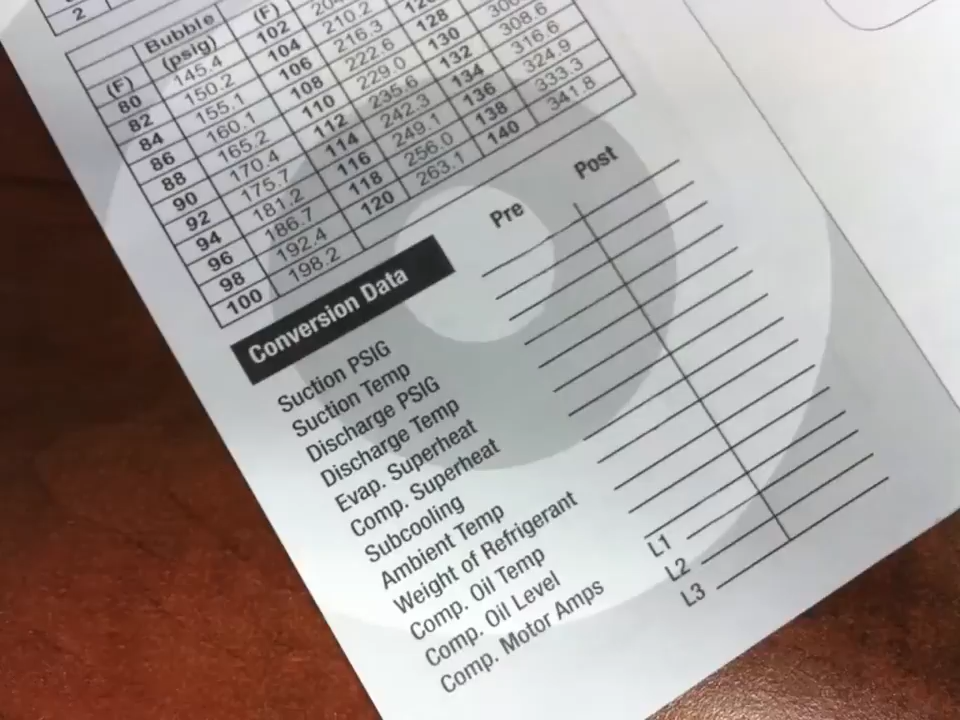 2
Bubble
(F) (psig) (F)
80 145.4 102
82 150.2 104 210.2
84 155.1 106 216.3
86 160.1 108 222.6 128
88 165.2 110 229.0 130
90 170.4 112 235.6 132 308.6
92 175.7 114 242.3 134 316.6
94 181.2 116 249.1 136 324.9
96 186.7 118 256.0 138 333.3
98 192.4 120 263.1 140 341.8
100 198.2
Conversion Data Pre Post
Suction PSIG
Suction Temp
Discharge PSIG
Discharge Temp
Evap. Superheat
Comp. Superheat
Subcooling
Ambient Temp
Weight of Refrigerant
Comp. Oil Temp
Comp. Oil Level
Comp. Motor Amps L1
L2
L3